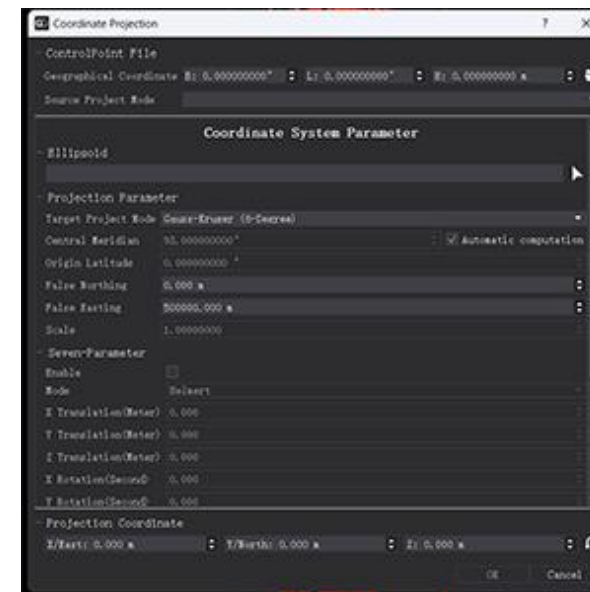 Coordinate Projection ? ×
- ControlPoint File
Geographical Coordinate B: 0.000000000° L: 0.000000000° H: 0.000000000 m
Source Project Mode
Coordinate System Parameter
- Ellipsoid
- Projection Parameter
Target Project Mode Gauss-Kruger (6-Degree)
Central Meridian 93.000000000° Automatic computation
Origin Latitude 0.000000000 °
False Northing 0.000 m
False Easting 500000.000 m
Scale 1.00000000
- Seven-Parameter
Enable
Mode Helmert
X Translation(Meter) 0.000
Y Translation(Meter) 0.000
Z Translation(Meter) 0.000
X Rotation(Second) 0.000
Y Rotation(Second) 0.000
- Projection Coordinate
X/East: 0.000 m Y/North: 0.000 m Z: 0.000 m
OK Cancel